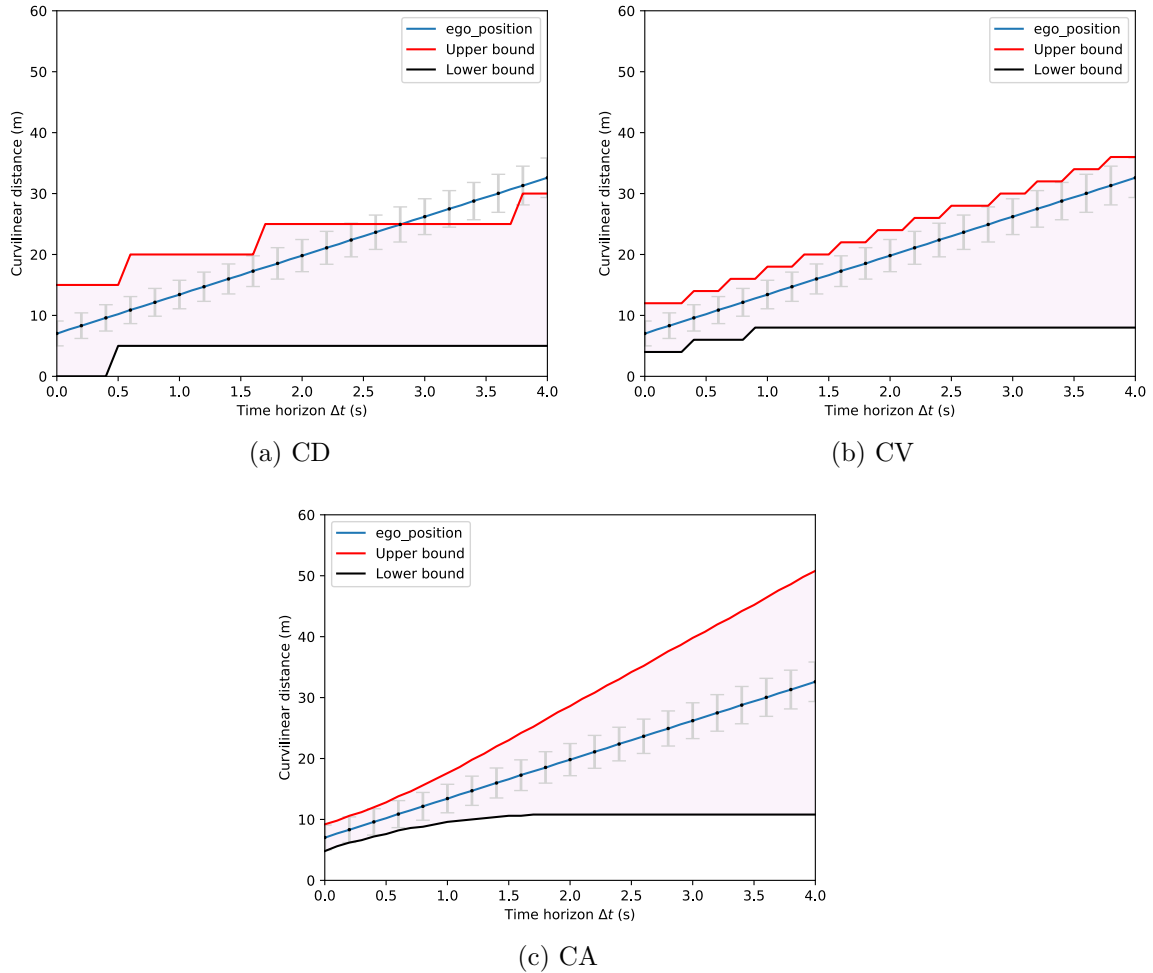 60
50
40
30
20
10
0
Curvilinear distance (m)
ego_position
Upper bound
Lower bound
0.0 0.5 1.0 1.5 2.0 2.5 3.0 3.5 4.0
Time horizon Δt (s)
(a) CD
60
50
40
30
20
10
0
Curvilinear distance (m)
ego_position
Upper bound
Lower bound
0.0 0.5 1.0 1.5 2.0 2.5 3.0 3.5 4.0
Time horizon Δt (s)
(b) CV
60
50
40
30
20
10
0
Curvilinear distance (m)
ego_position
Upper bound
Lower bound
0.0 0.5 1.0 1.5 2.0 2.5 3.0 3.5 4.0
Time horizon Δt (s)
(c) CA